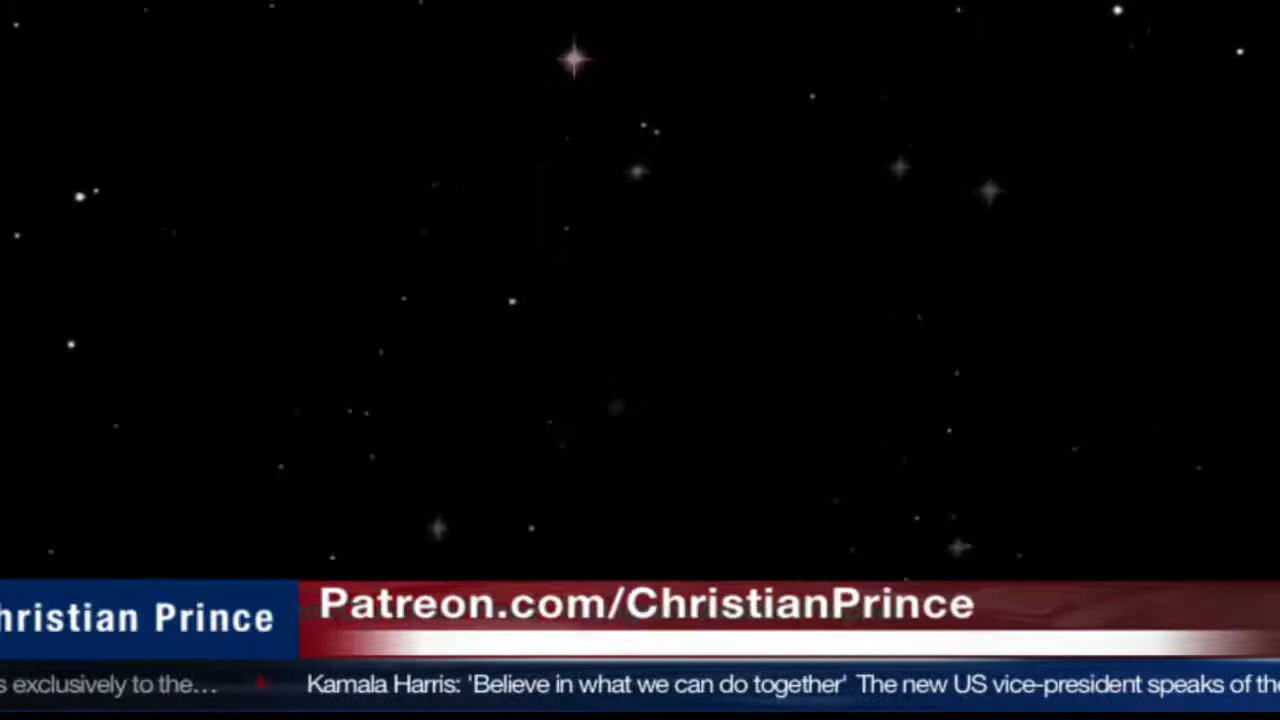 hristian Prince
Patreon.com/ChristianPrince
s exclusively to the…
Kamala Harris: 'Believe in what we can do together' The new US vice-president speaks of the